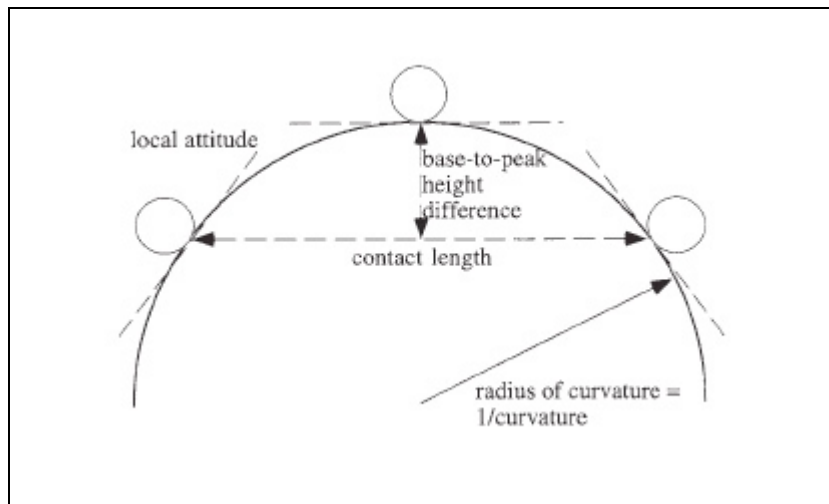 local attitude
base-to-peak
height
difference
contact length
radius of curvature =
1/curvature